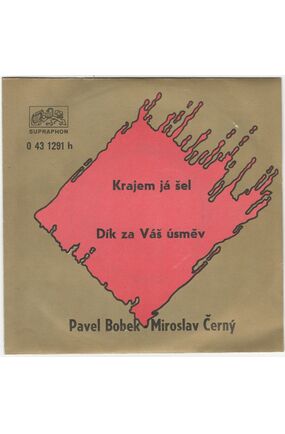 SUPRAPHON
0 43 1291 h
Krajem já šel
Dík za Váš úsměv
Pavel Bobek Miroslav Černý